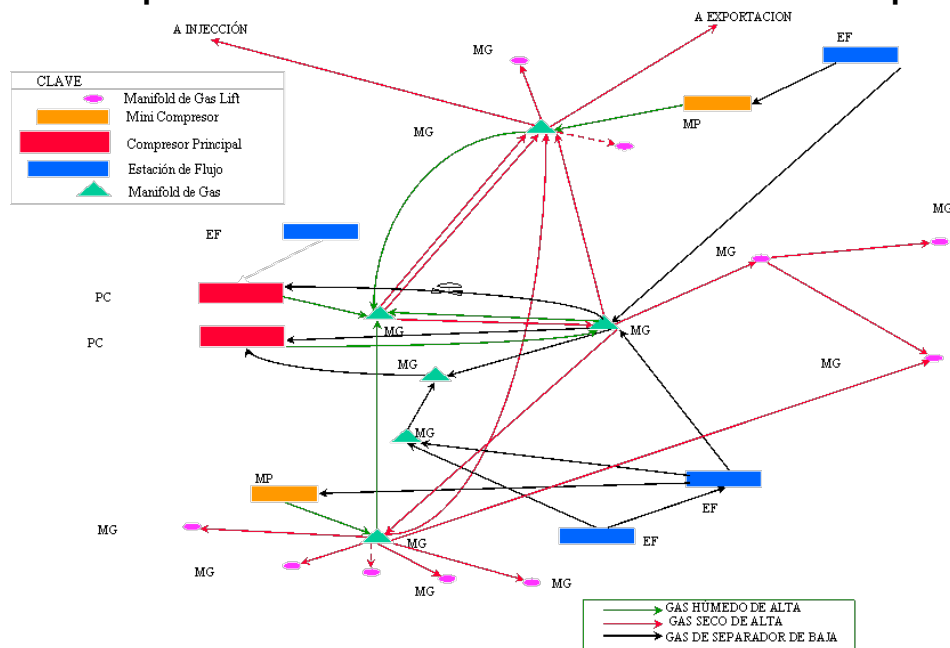 A INJECCIÓN
A EXPORTACION
EF
MG
CLAVE
Manifold de Gas Lift
Mini Compresor
Compresor Principal
Estación de Flujo
Manifold de Gas
MP
MG
MG
EF
MG
PC
MG
MG
PC
MG
MG
MG
MP
EF
MG
MG
EF
MG
MG
MG
GAS HÚMEDO DE ALTA
GAS SECO DE ALTA
GAS DE SEPARADOR DE BAJA